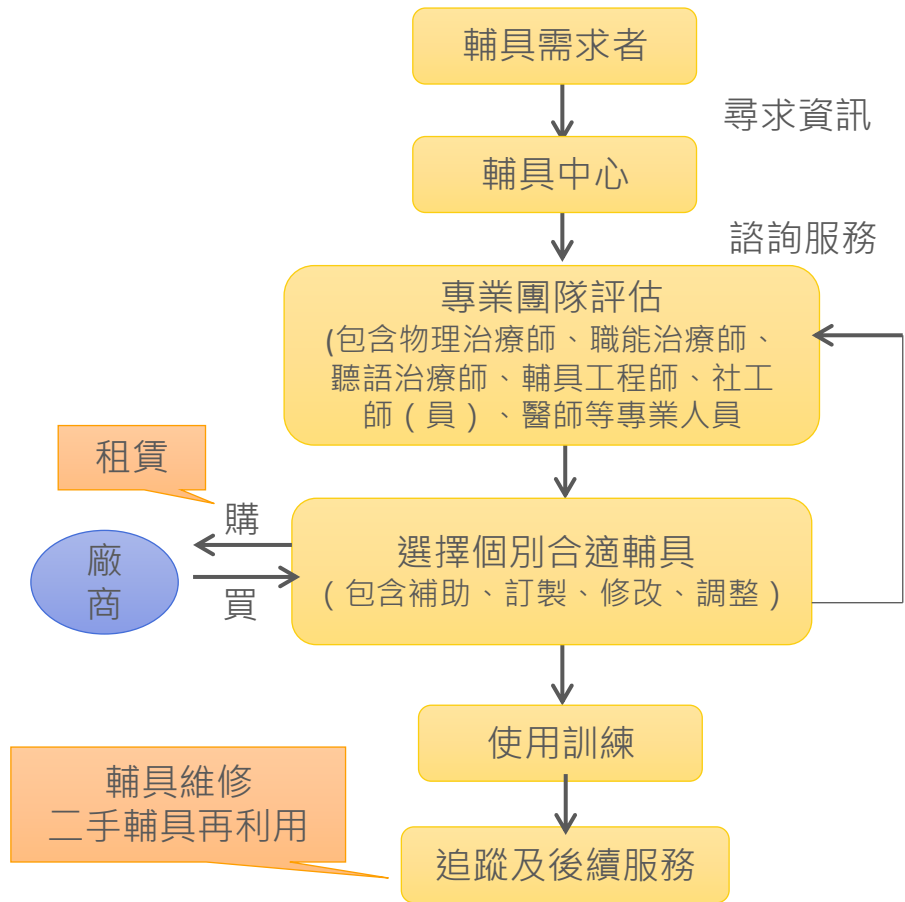 輔具需求者
尋求資訊
輔具中心
諮詢服務
專業團隊評估
(包含物理治療師、職能治療師、
聽語治療師、輔具工程師、社工
師（員）、醫師等專業人員
租賃
購
廠
商
買
選擇個別合適輔具
（包含補助、訂製、修改、調整）
使用訓練
輔具維修
二手輔具再利用
追蹤及後續服務